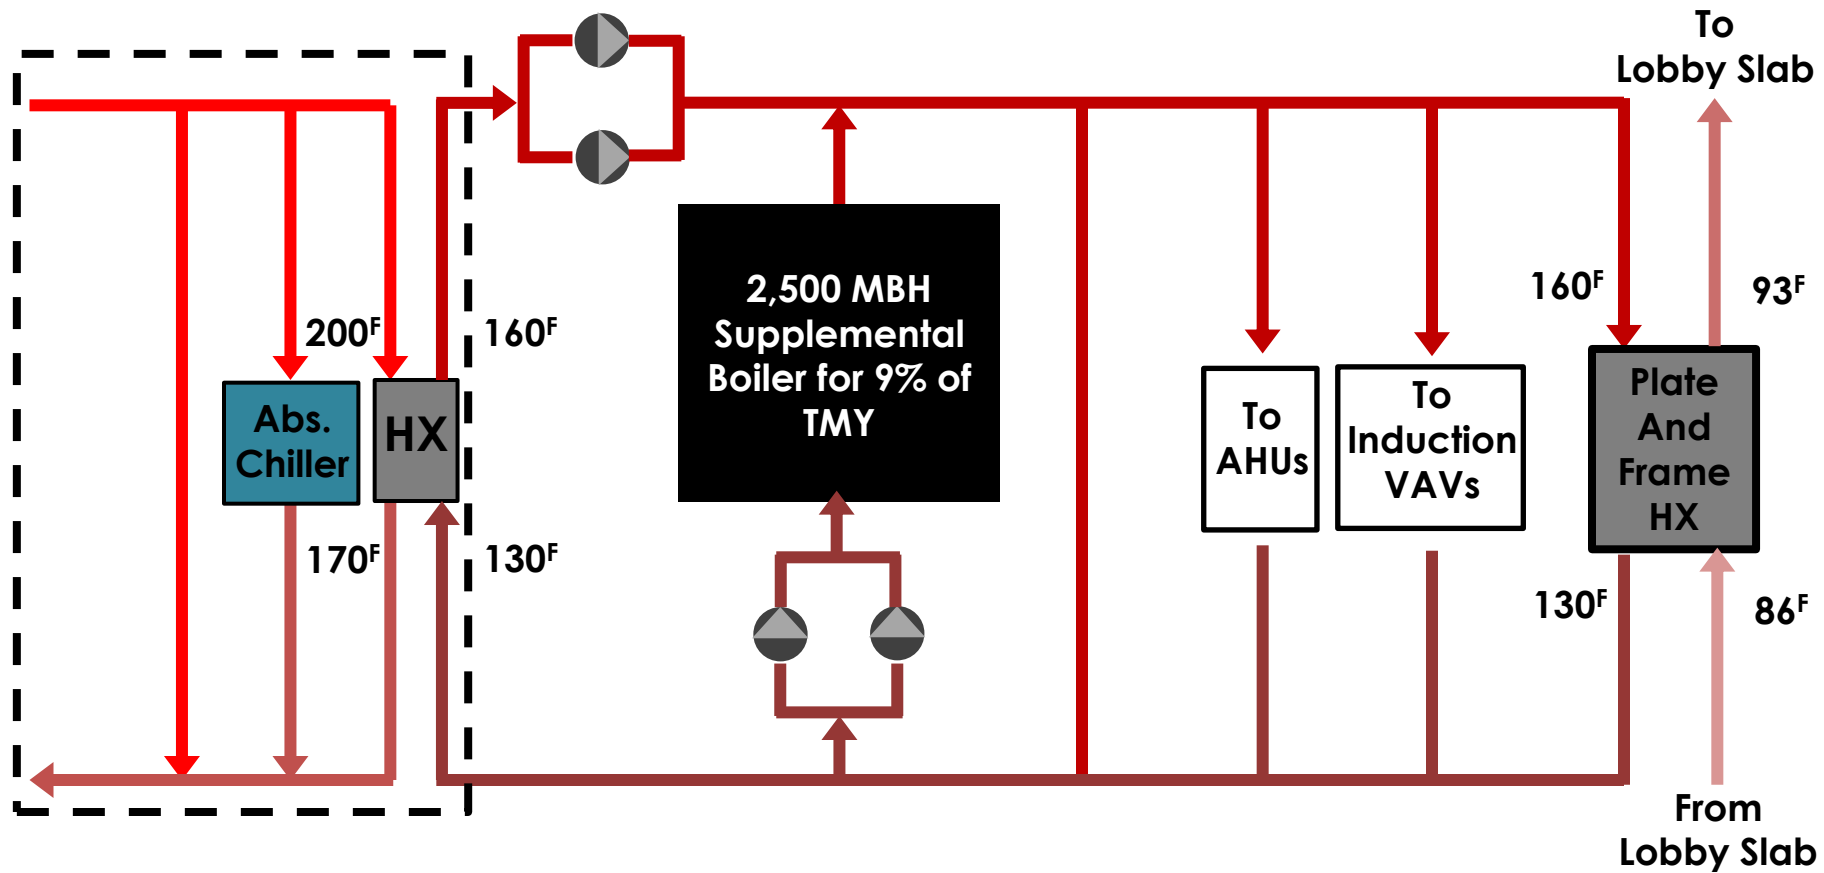 To
Lobby Slab
200F
160F
2,500 MBH
Supplemental
Boiler for 9% of
TMY
160F
93F
Abs.
Chiller
HX
To
AHUs
To
Induction
VAVs
Plate
And
Frame
HX
170F
130F
130F
86F
From
Lobby Slab